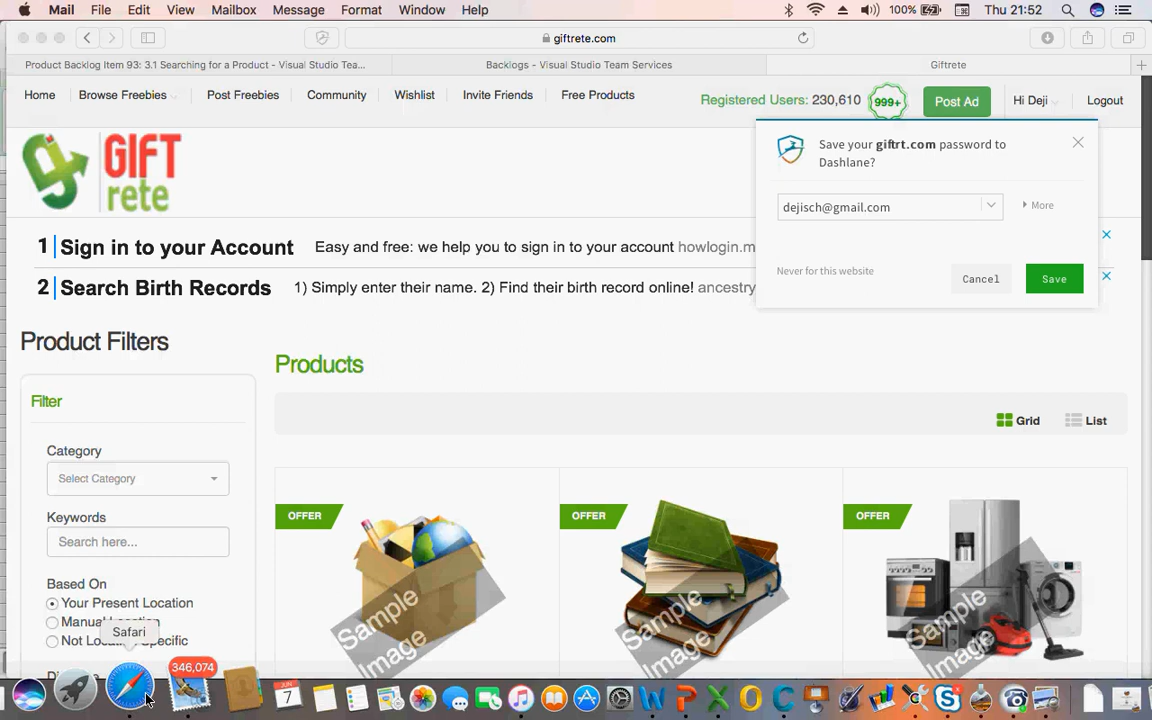 Mail File Edit View Mailbox Message Format Window Help 100% Thu 21:52
giftrete.com
Product Backlog Item 93: 3.1 Searching for a Product - Visual Studio Tea... Backlogs - Visual Studio Team Services Giftrete
Home Browse Freebies Post Freebies Community Wishlist Invite Friends Free Products Registered Users: 230,610 999+ Post Ad Hi Deji Logout
GIFT
rete
Save your giftrt.com password to
Dashlane?
dejisch@gmail.com More
Never for this website Cancel Save
1 Sign in to your Account Easy and free: we help you to sign in to your account howlogin.m
2 Search Birth Records 1) Simply enter their name. 2) Find their birth record online! ancestry
Product Filters
Products
Filter
Grid List
Category
Select Category
Keywords
Search here...
OFFER OFFER OFFER
Based On
Your Present Location
Manual Location
Not Location Specific
Sample Image
Sample Image
Sample Image
Safari
346,074
JUN
7